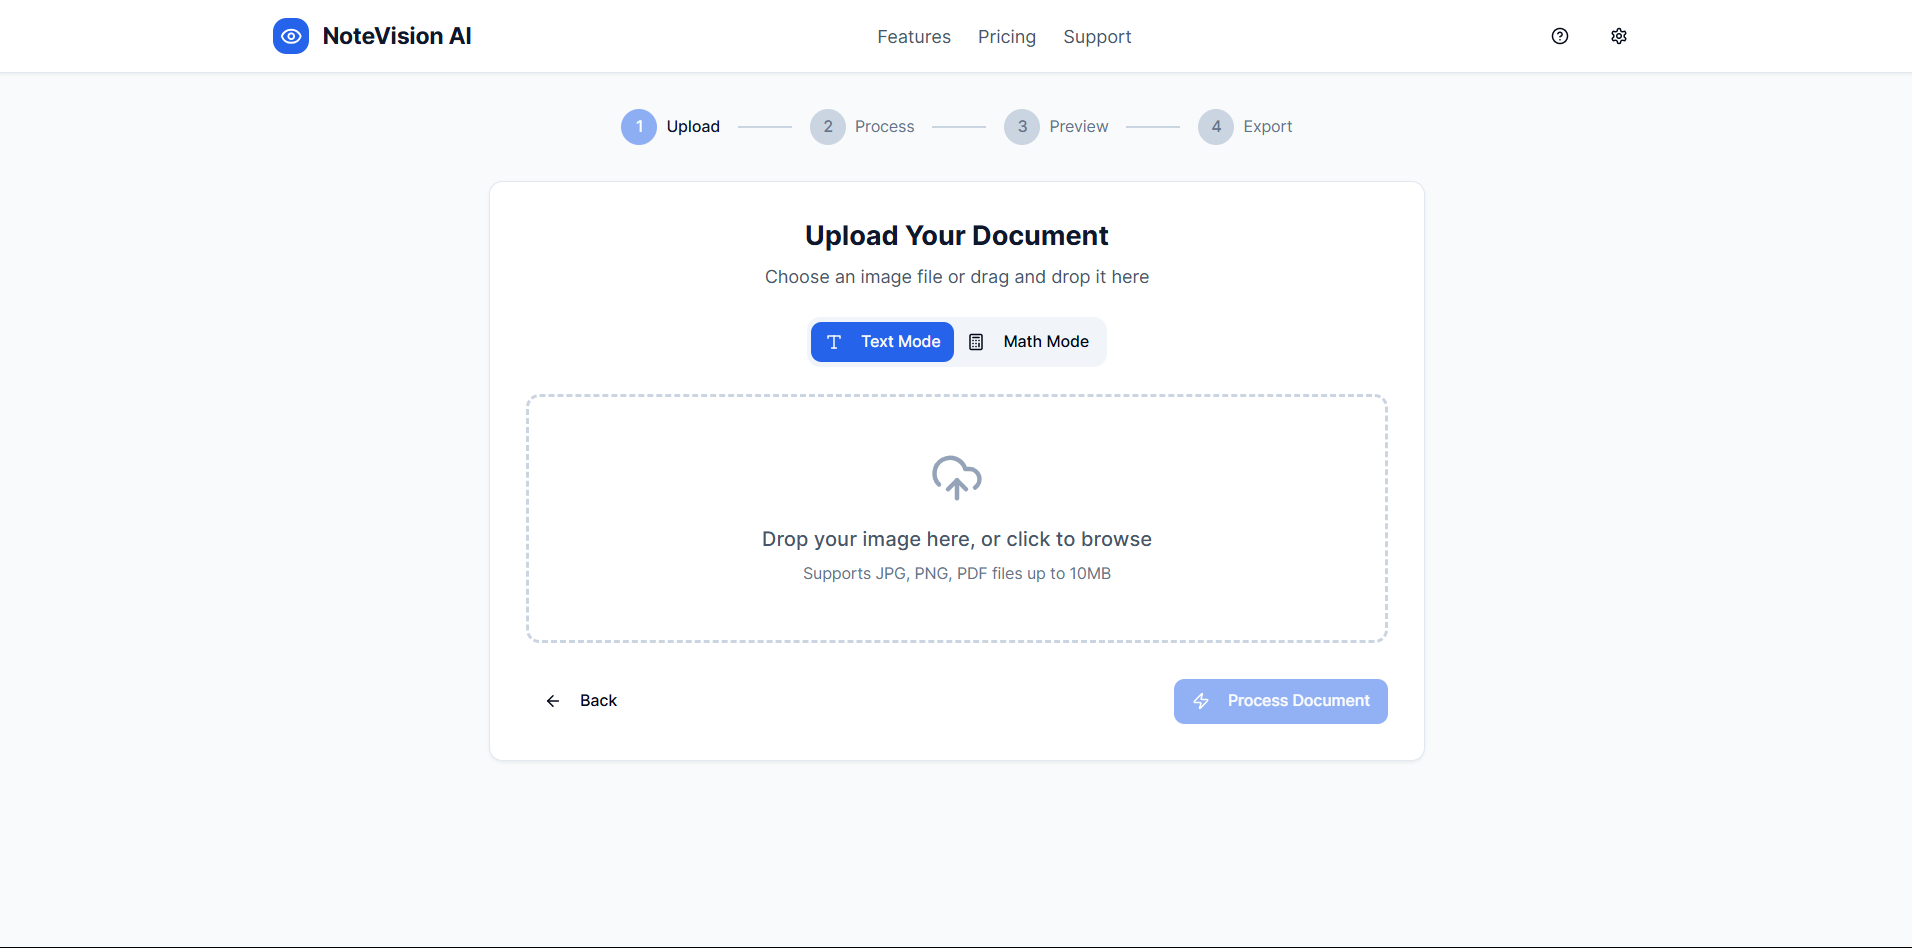 NoteVision AI
Features Pricing Support
1 Upload 2 Process 3 Preview 4 Export
Upload Your Document
Choose an image file or drag and drop it here
Text Mode Math Mode
Drop your image here, or click to browse
Supports JPG, PNG, PDF files up to 10MB
Back Process Document